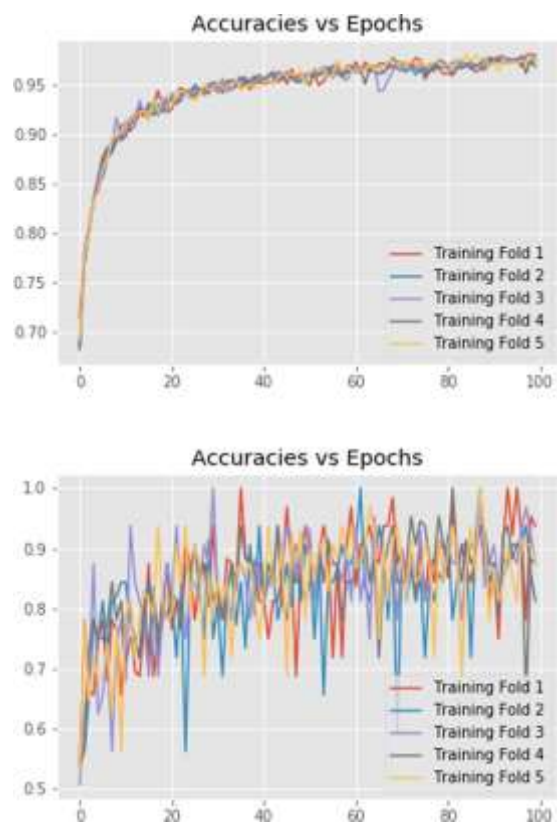 Accuracies vs Epochs
0.95
0.90
0.85
0.80
0.75
0.70
Training Fold 1
Training Fold 2
Training Fold 3
Training Fold 4
Training Fold 5
0 20 40 60 80 100
Accuracies vs Epochs
1.0
0.9
0.8
0.7
0.6
0.5
Training Fold 1
Training Fold 2
Training Fold 3
Training Fold 4
Training Fold 5
0 20 40 60 80 100